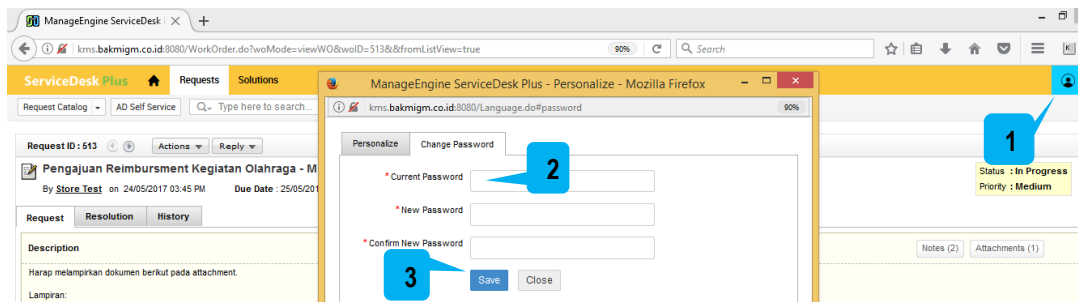 ManageEngine ServiceDesk
kms.bakmigm.co.id:8080/WorkOrder.do?woMode=viewWO&woID=513&&fromListView=true
90%
Search
ServiceDesk Plus
Requests
Solutions
ManageEngine ServiceDesk Plus - Personalize - Mozilla Firefox
Request Catalog
AD Self Service
Type here to search...
kms.bakmigm.co.id:8080/Language.do#password
90%
1
Request ID : 513
Actions
Reply
Personalize
Change Password
Pengajuan Reimbursment Kegiatan Olahraga - M
2
*Current Password
Status : In Progress
By Store Test on 24/05/2017 03:45 PM
Due Date : 25/05/201
Priority : Medium
*New Password
Request
Resolution
History
*Confirm New Password
Description
Notes (2)
Attachments (1)
Harap melampirkan dokumen berikut pada attachment.
3
Save
Close
Lampiran: